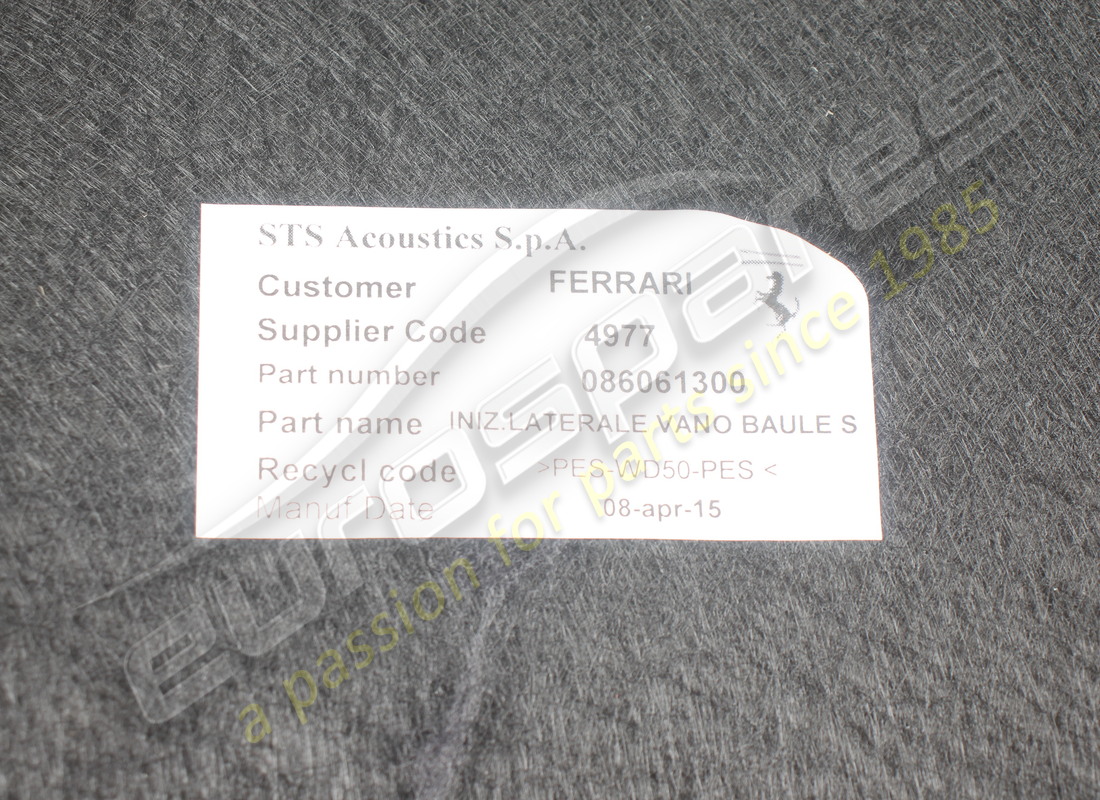 STS Acoustics S.p.A.
Customer FERRARI
Supplier Code 4977
Part number 086061300
Part name INIZ.LATERALE VANO BAULE S
Recycl code >PES-WD50-PES <
Manuf Date 08-apr-15
eurospares
a passion for parts since 1985